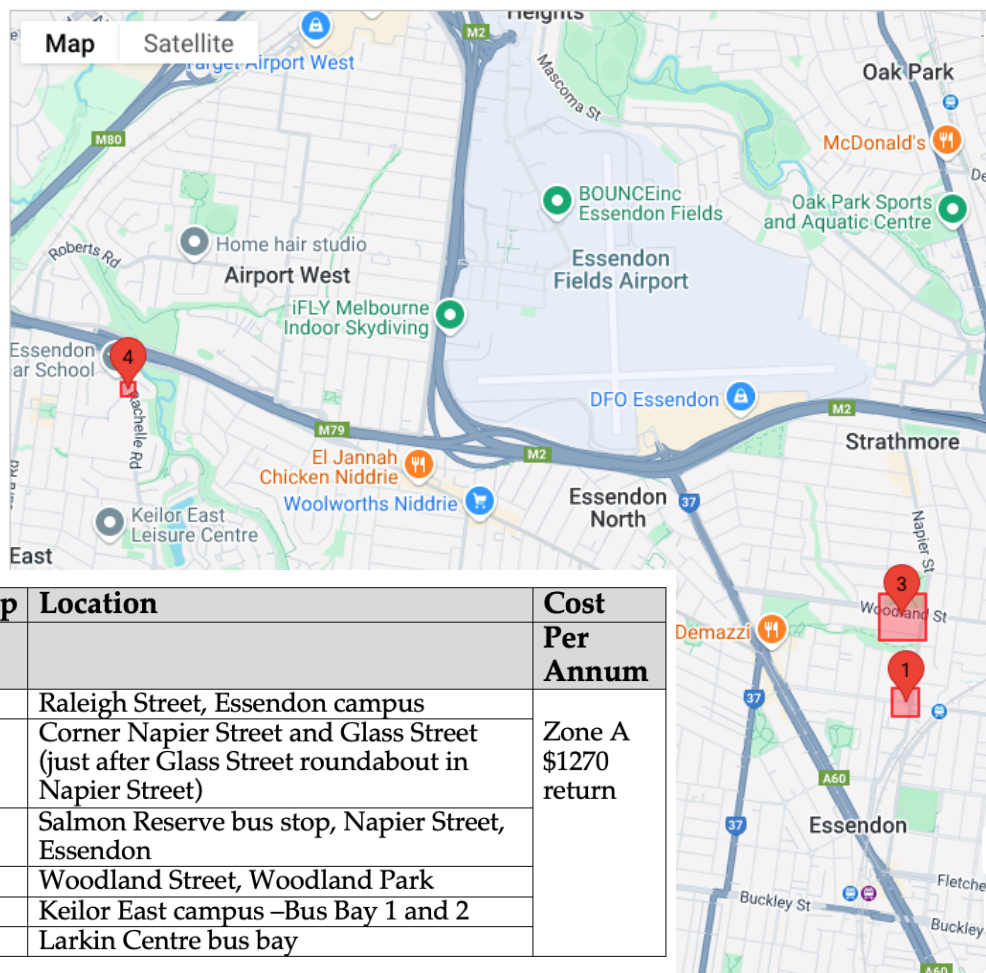 Map
Satellite
Target Airport West
M2
Heights
Mascoma St
Oak Park
McDonald's
M80
BOUNCEinc
Essendon Fields
Oak Park Sports
and Aquatic Centre
Roberts Rd
Home hair studio
Airport West
Essendon
Fields Airport
iFLY Melbourne
Indoor Skydiving
Essendon
ar School
4
achelle Rd
DFO Essendon
M2
M79
Strathmore
M2
El Jannah
Chicken Niddrie
Woolworths Niddrie
Essendon
North
37
Keilor East
Leisure Centre
East
Napier St
3
Woodland St
Demazzi
1
37
A60
37
Essendon
Fletche
Buckley St
Buckley
A60
p
Location
Cost
Per
Annum
Raleigh Street, Essendon campus
Corner Napier Street and Glass Street
(just after Glass Street roundabout in
Napier Street)
Zone A
$1270
return
Salmon Reserve bus stop, Napier Street,
Essendon
Woodland Street, Woodland Park
Keilor East campus –Bus Bay 1 and 2
Larkin Centre bus bay